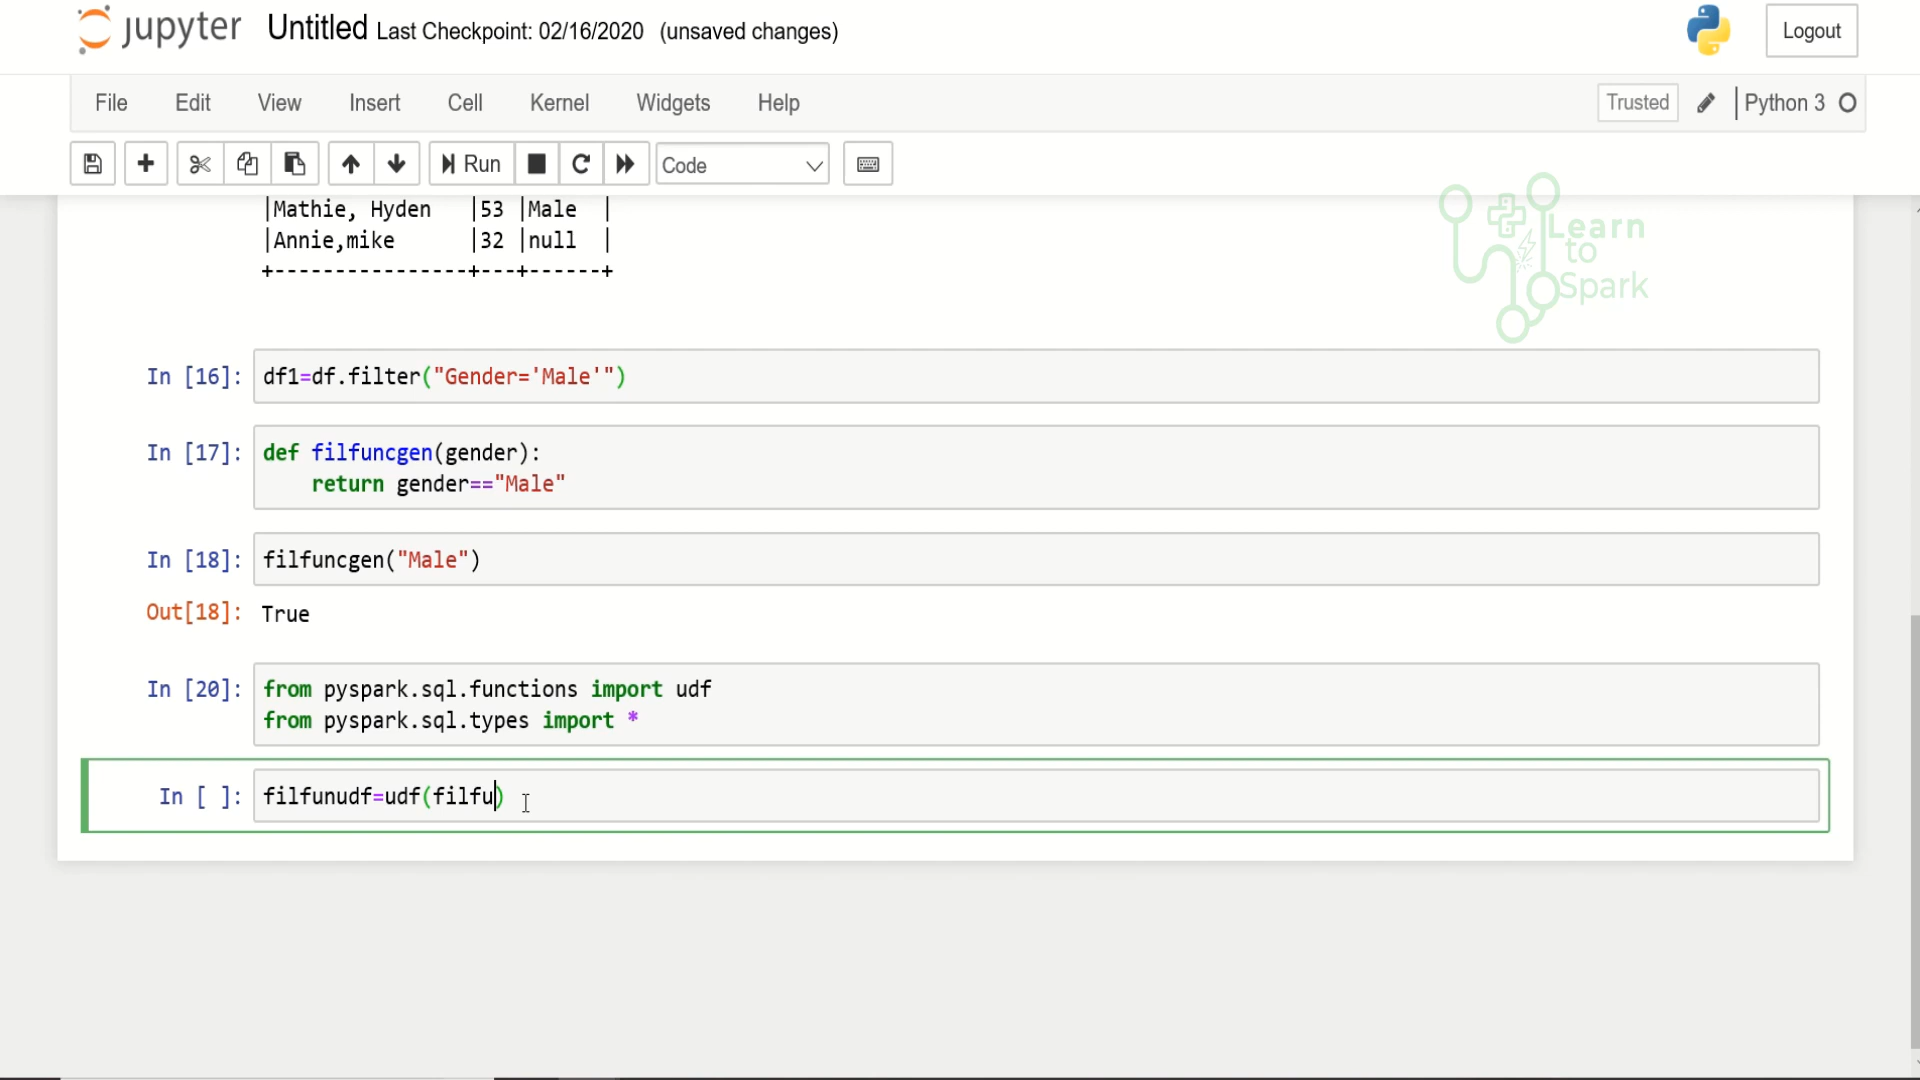 jupyter Untitled Last Checkpoint: 02/16/2020 (unsaved changes) Logout
File Edit View Insert Cell Kernel Widgets Help Trusted Python 3
Run Code
Learn
to
Spark
|Mathie, Hyden |53 |Male |
|Annie,mike |32 |null |
+----------------+---+------+
In [16]: df1=df.filter("Gender='Male'")
In [17]: def filfuncgen(gender):
return gender=="Male"
In [18]: filfuncgen("Male")
Out[18]: True
In [20]: from pyspark.sql.functions import udf
from pyspark.sql.types import *
In [ ]: filfunudf=udf(filfu)